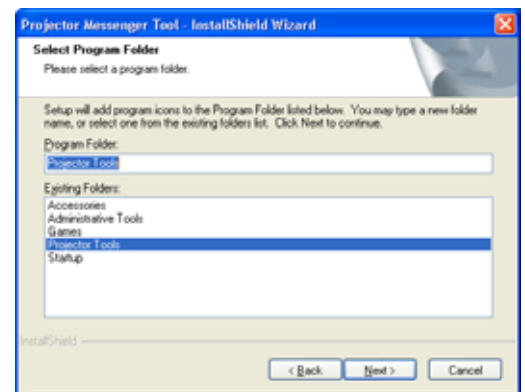 Projector Messenger Tool - InstallShield Wizard
Select Program Folder
Please select a program folder.
Setup will add program icons to the Program Folder listed below. You may type a new folder
name, or select one from the existing folders list. Click Next to continue.
Program Folder:
Projector Tools
Existing Folders:
Accessories
Administrative Tools
Games
Projector Tools
Startup
InstallShield
< Back
Next >
Cancel